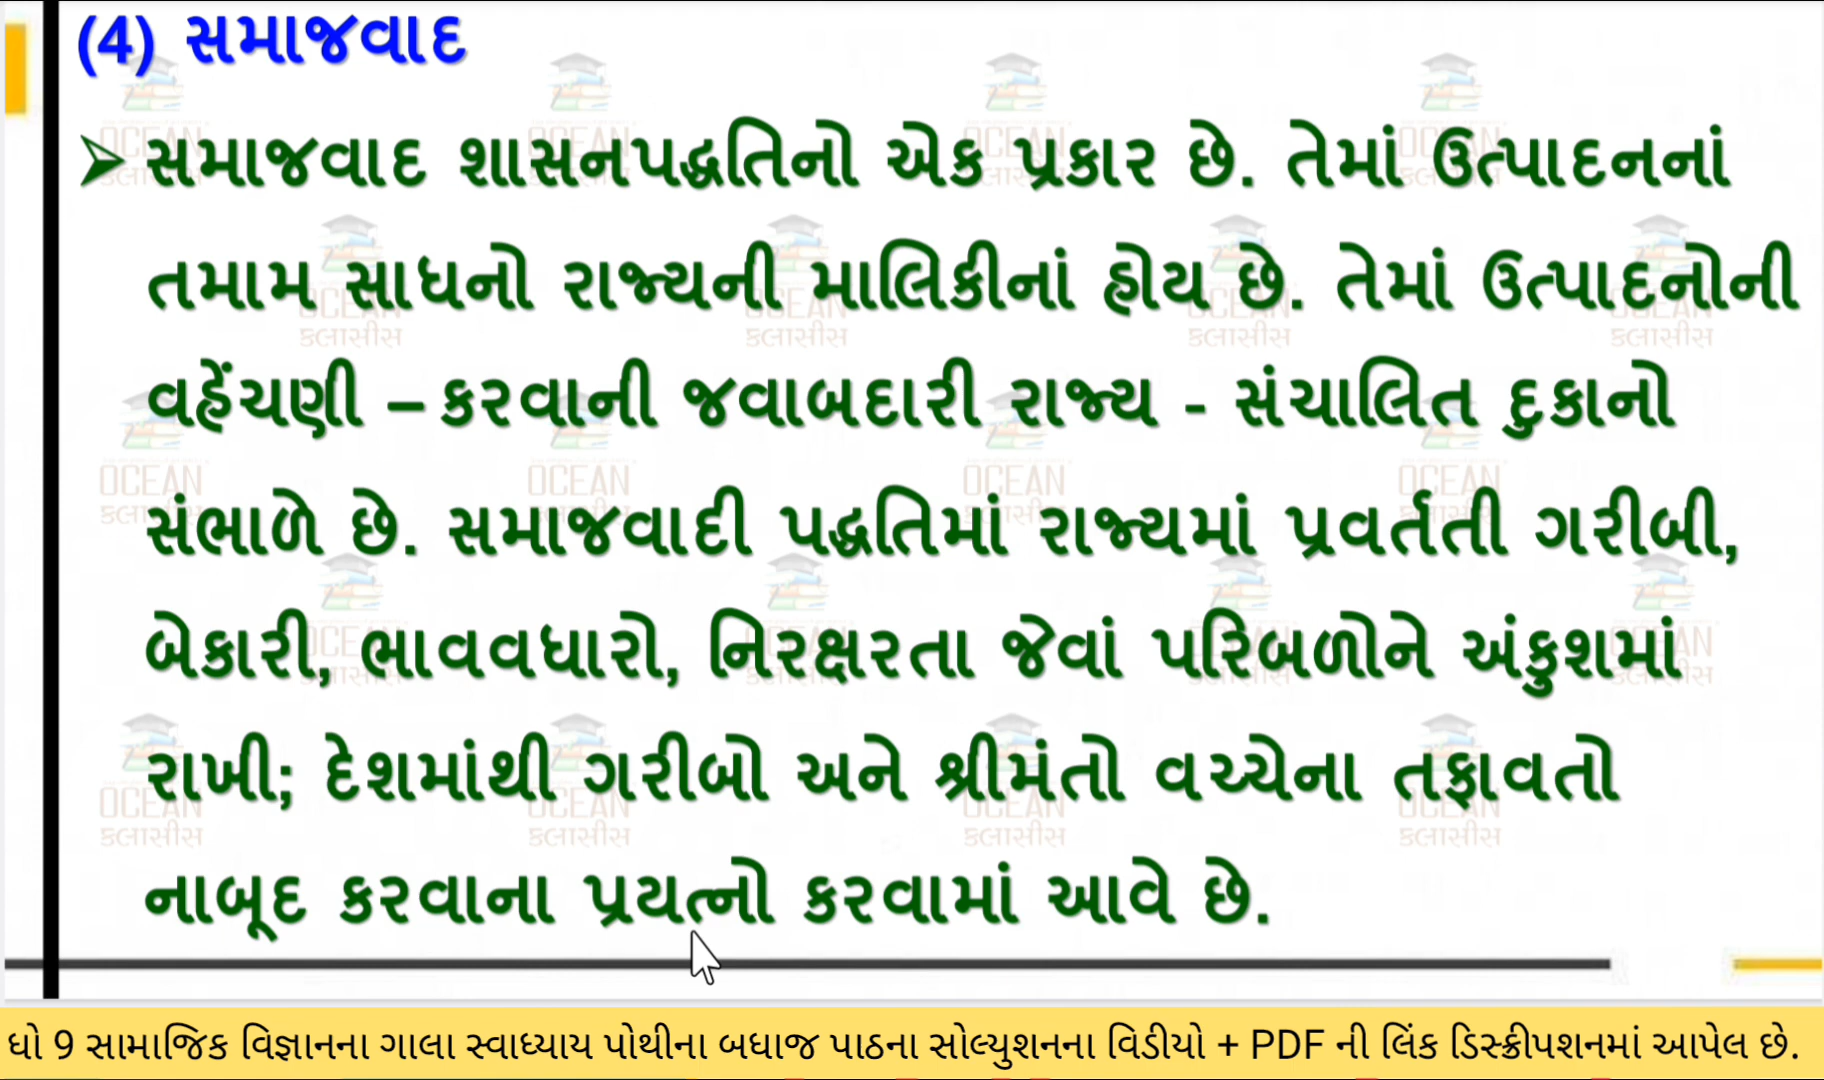 (4) સમાજવાદ
➢ સમાજવાદ શાસનપદ્ધતિનો એક પ્રકાર છે. તેમાં ઉત્પાદનનાં
તમામ સાધનો રાજ્યની માલિકીનાં હોય છે. તેમાં ઉત્પાદનોની
વહેંચણી – કરવાની જવાબદારી રાજ્ય - સંચાલિત દુકાનો
સંભાળે છે. સમાજવાદી પદ્ધતિમાં રાજ્યમાં પ્રવર્તતી ગરીબી,
બેકારી, ભાવવધારો, નિરક્ષરતા જેવાં પરિબળોને અંકુશમાં
રાખી; દેશમાંથી ગરીબો અને શ્રીમંતો વચ્ચેના તફાવતો
નાબૂદ કરવાના પ્રયત્નો કરવામાં આવે છે.
ધો 9 સામાજિક વિજ્ઞાનના ગાલા સ્વાધ્યાય પોથીના બધાજ પાઠના સોલ્યુશનના વિડીયો + PDF ની લિંક ડિસ્ક્રીપશનમાં આપેલ છે.
OCEAN
કલાસીસ